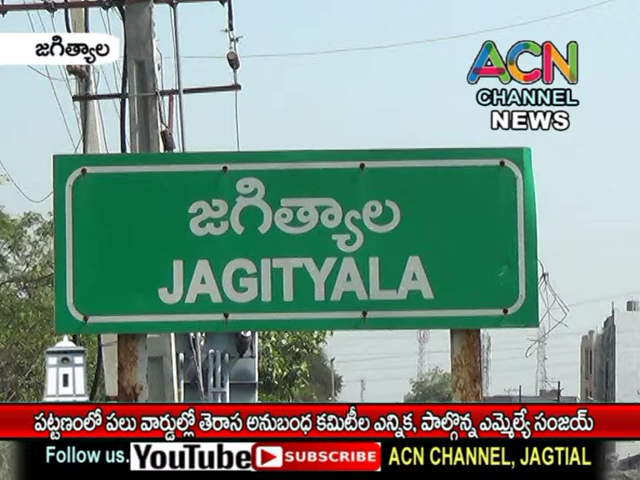 జగిత్యాల
ACN
CHANNEL
NEWS
జగిత్యాల
JAGITYALA
పట్టణంలో పలు వార్డుల్లో తెరాస అనుబంధ కమిటీల ఎన్నిక, పాల్గొన్న ఎమ్మెల్యే సంజయ్
Follow us. YouTube SUBSCRIBE ACN CHANNEL, JAGTIAL